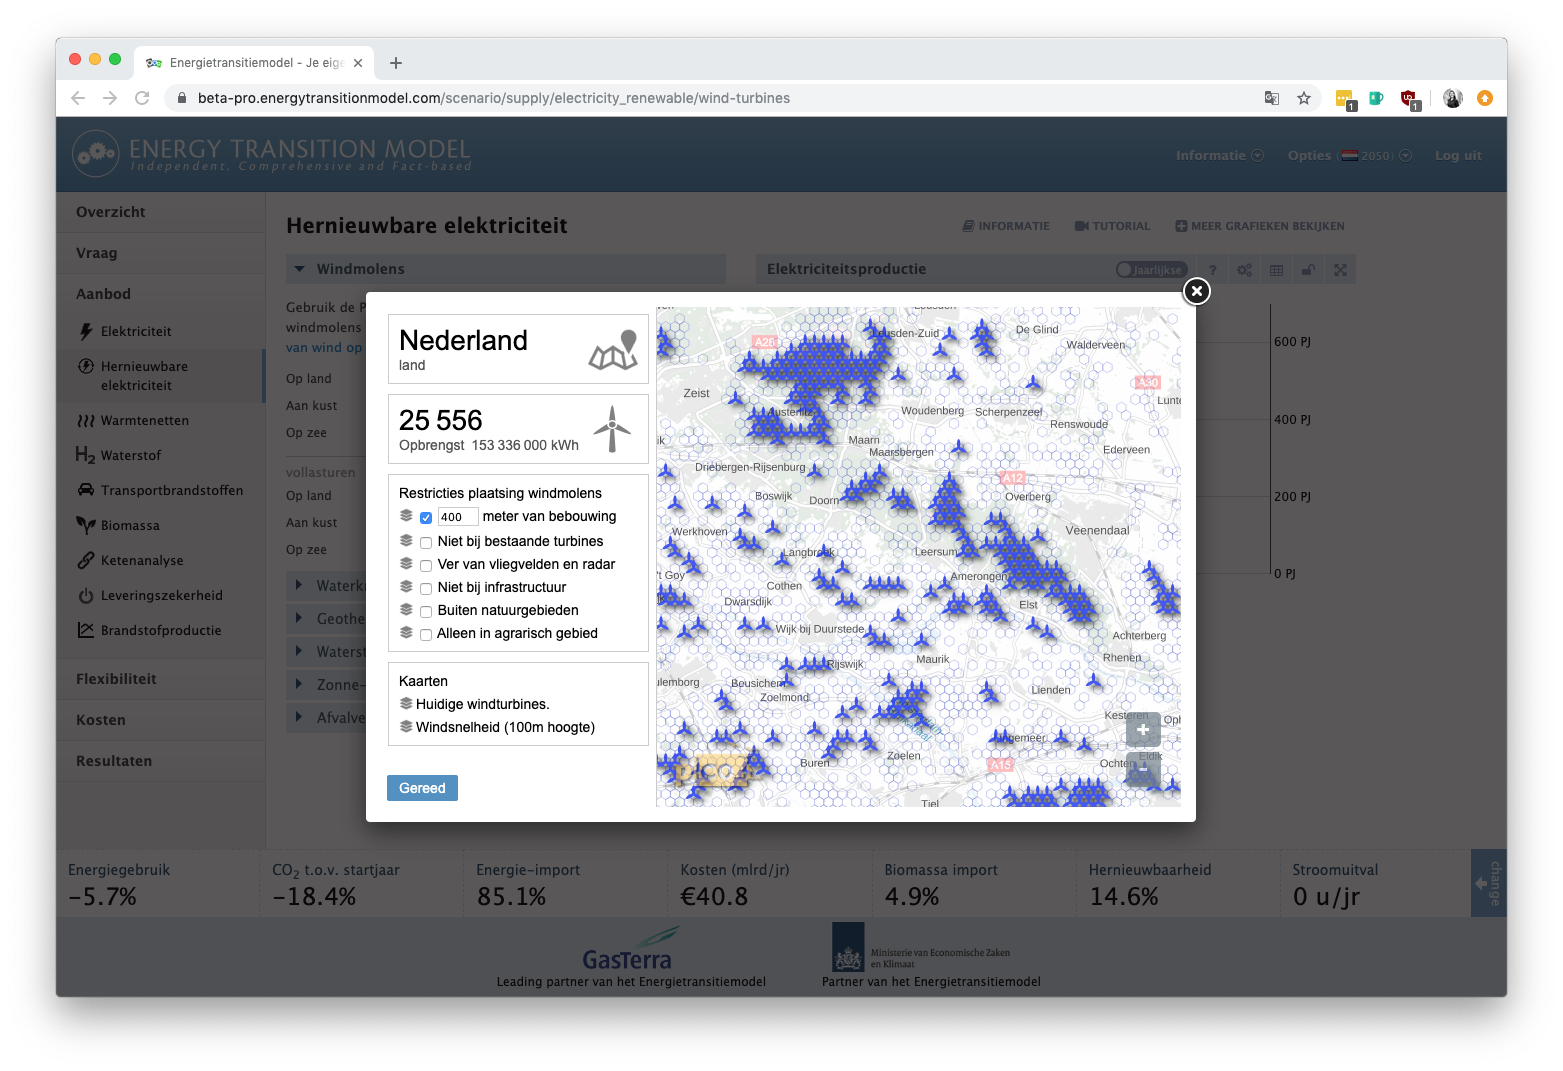 Energietransitiemodel - Je eige
beta-pro.energytransitionmodel.com/scenario/supply/electricity_renewable/wind-turbines
1
1
ENERGY TRANSITION MODEL
Independent, Comprehensive and Fact-based
Informatie
Opties ( 2050)
Log uit
Overzicht
Vraag
Aanbod
Elektriciteit
Hernieuwbare
elektriciteit
Warmtenetten
H2 Waterstof
Transportbrandstoffen
Biomassa
Ketenanalyse
Leveringszekerheid
Brandstofproductie
Flexibiliteit
Kosten
Resultaten
Hernieuwbare elektriciteit
INFORMATIE
TUTORIAL
MEER GRAFIEKEN BEKIJKEN
Windmolens
Elektriciteitsproductie
Jaarlijkse
?
Gebruik de P
windmolens
van wind op
Op land
Aan kust
Op zee
vollasturen
Op land
Aan kust
Op zee
Waterk
Geothe
Waterst
Zonne-
Afvalve
600 PJ
400 PJ
200 PJ
0 PJ
Nederland
land
25 556
Opbrengst 153 336 000 kWh
Restricties plaatsing windmolens
400 meter van bebouwing
Niet bij bestaande turbines
Ver van vliegvelden en radar
Niet bij infrastructuur
Buiten natuurgebieden
Alleen in agrarisch gebied
Kaarten
Huidige windturbines.
Windsnelheid (100m hoogte)
Gereed
Leusden
Leusden-Zuid
De Glind
Walderveen
A28
A30
Zeist
Lunte
Austerlitz
Woudenberg
Scherpenzeel
Renswoude
ik
Maarn
Maarsbergen
Ederveen
Driebergen-Rijsenburg
A12
Boswijk
Doorn
Overberg
Werkhoven
Veenendaal
Langbroek
Leersum
't Goy
Cothen
Amerongen
Dwarsdijk
Elst
Wijk bij Duurstede
Achterberg
Rijswijk
Maurik
Rhenen
ulemborg
Beusichem
Zoelmond
Lienden
Kesteren
Oph
Ingemeer
Zoelen
Buren
A15
Ochten
Eldik
Tiel
pico
+
-
Energiegebruik
-5.7%
CO2 t.o.v. startjaar
-18.4%
Energie-import
85.1%
Kosten (mlrd/jr)
€40.8
Biomassa import
4.9%
Hernieuwbaarheid
14.6%
Stroomuitval
0 u/jr
change
GasTerra
Leading partner van het Energietransitiemodel
Ministerie van Economische Zaken
en Klimaat
Partner van het Energietransitiemodel